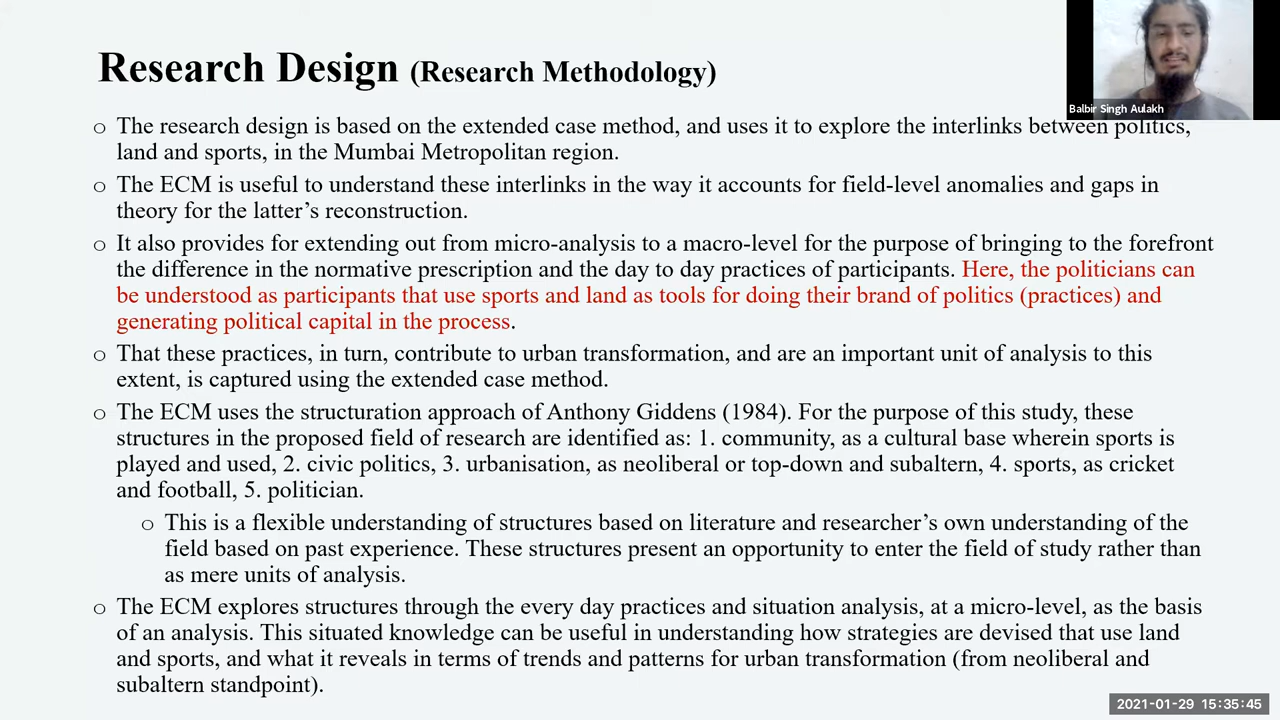 Research Design (Research Methodology)
Balbir Singh Aulakh
o The research design is based on the extended case method, and uses it to explore the interlinks between politics,
land and sports, in the Mumbai Metropolitan region.
o The ECM is useful to understand these interlinks in the way it accounts for field-level anomalies and gaps in
theory for the latter's reconstruction.
o It also provides for extending out from micro-analysis to a macro-level for the purpose of bringing to the forefront
the difference in the normative prescription and the day to day practices of participants. Here, the politicians can
be understood as participants that use sports and land as tools for doing their brand of politics (practices) and
generating political capital in the process.
o That these practices, in turn, contribute to urban transformation, and are an important unit of analysis to this
extent, is captured using the extended case method.
o The ECM uses the structuration approach of Anthony Giddens (1984). For the purpose of this study, these
structures in the proposed field of research are identified as: 1. community, as a cultural base wherein sports is
played and used, 2. civic politics, 3. urbanisation, as neoliberal or top-down and subaltern, 4. sports, as cricket
and football, 5. politician.
o This is a flexible understanding of structures based on literature and researcher's own understanding of the
field based on past experience. These structures present an opportunity to enter the field of study rather than
as mere units of analysis.
o The ECM explores structures through the every day practices and situation analysis, at a micro-level, as the basis
of an analysis. This situated knowledge can be useful in understanding how strategies are devised that use land
and sports, and what it reveals in terms of trends and patterns for urban transformation (from neoliberal and
subaltern standpoint).
2021-01-29 15:35:45